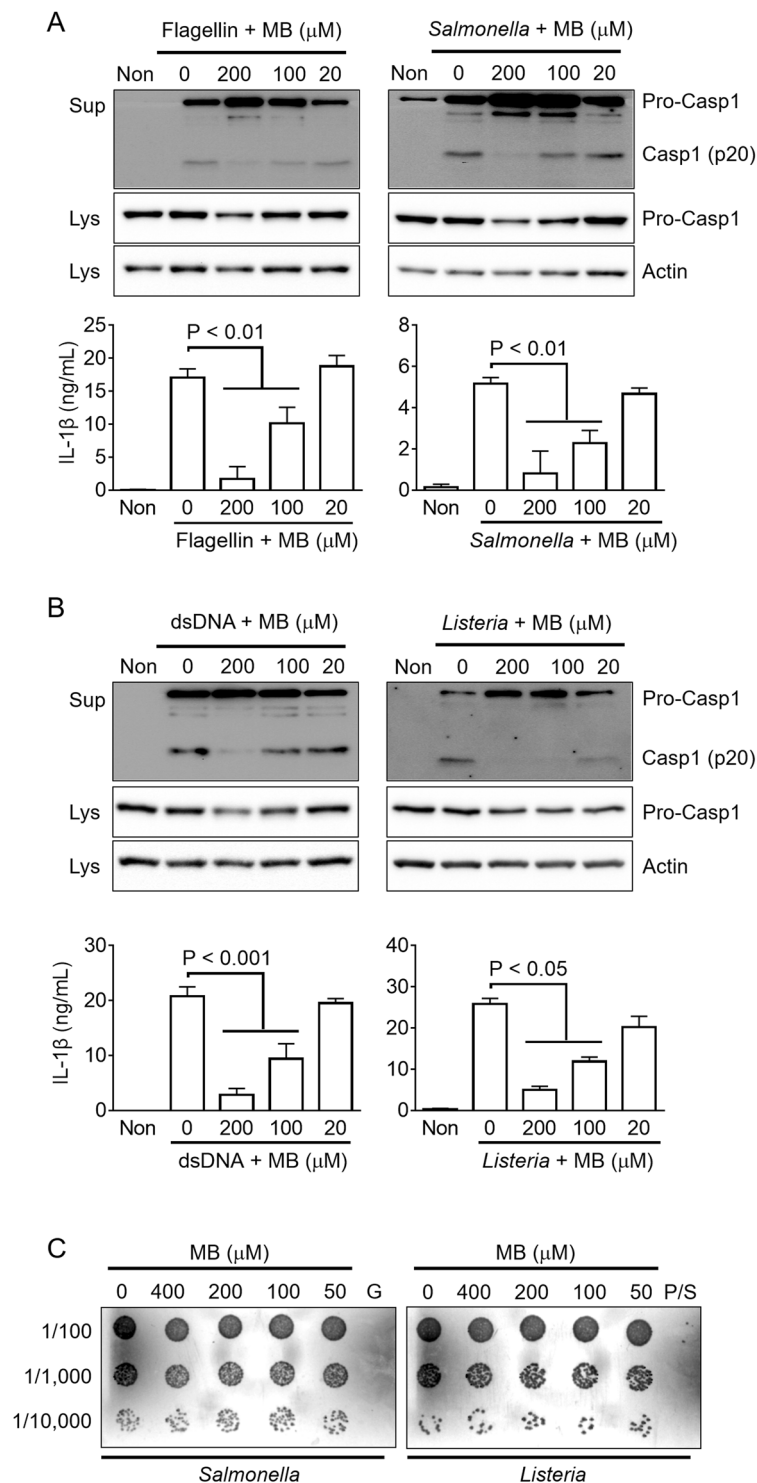 A
Flagellin + MB (μM) Salmonella + MB (μM)
Non 0 200 100 20 Non 0 200 100 20
Sup Pro-Casp1
Casp1 (p20)
Lys Pro-Casp1
Lys Actin
25 8
P < 0.01
20
P < 0.01
6
15
4
10
2
5
0 0
IL-1β (ng/mL)
Non 0 200 100 20 Non 0 200 100 20
Flagellin + MB (μM) Salmonella + MB (μM)
B
dsDNA + MB (μM) Listeria + MB (μM)
Non 0 200 100 20 Non 0 200 100 20
Sup Pro-Casp1
Casp1 (p20)
Lys Pro-Casp1
Lys Actin
30 40
P < 0.001 P < 0.05
30
20
20
10
10
0 0
IL-1β (ng/mL)
Non 0 200 100 20 Non 0 200 100 20
dsDNA + MB (μM) Listeria + MB (μM)
C
MB (μM) MB (μM)
0 400 200 100 50 G 0 400 200 100 50 P/S
1/100
1/1,000
1/10,000
Salmonella Listeria